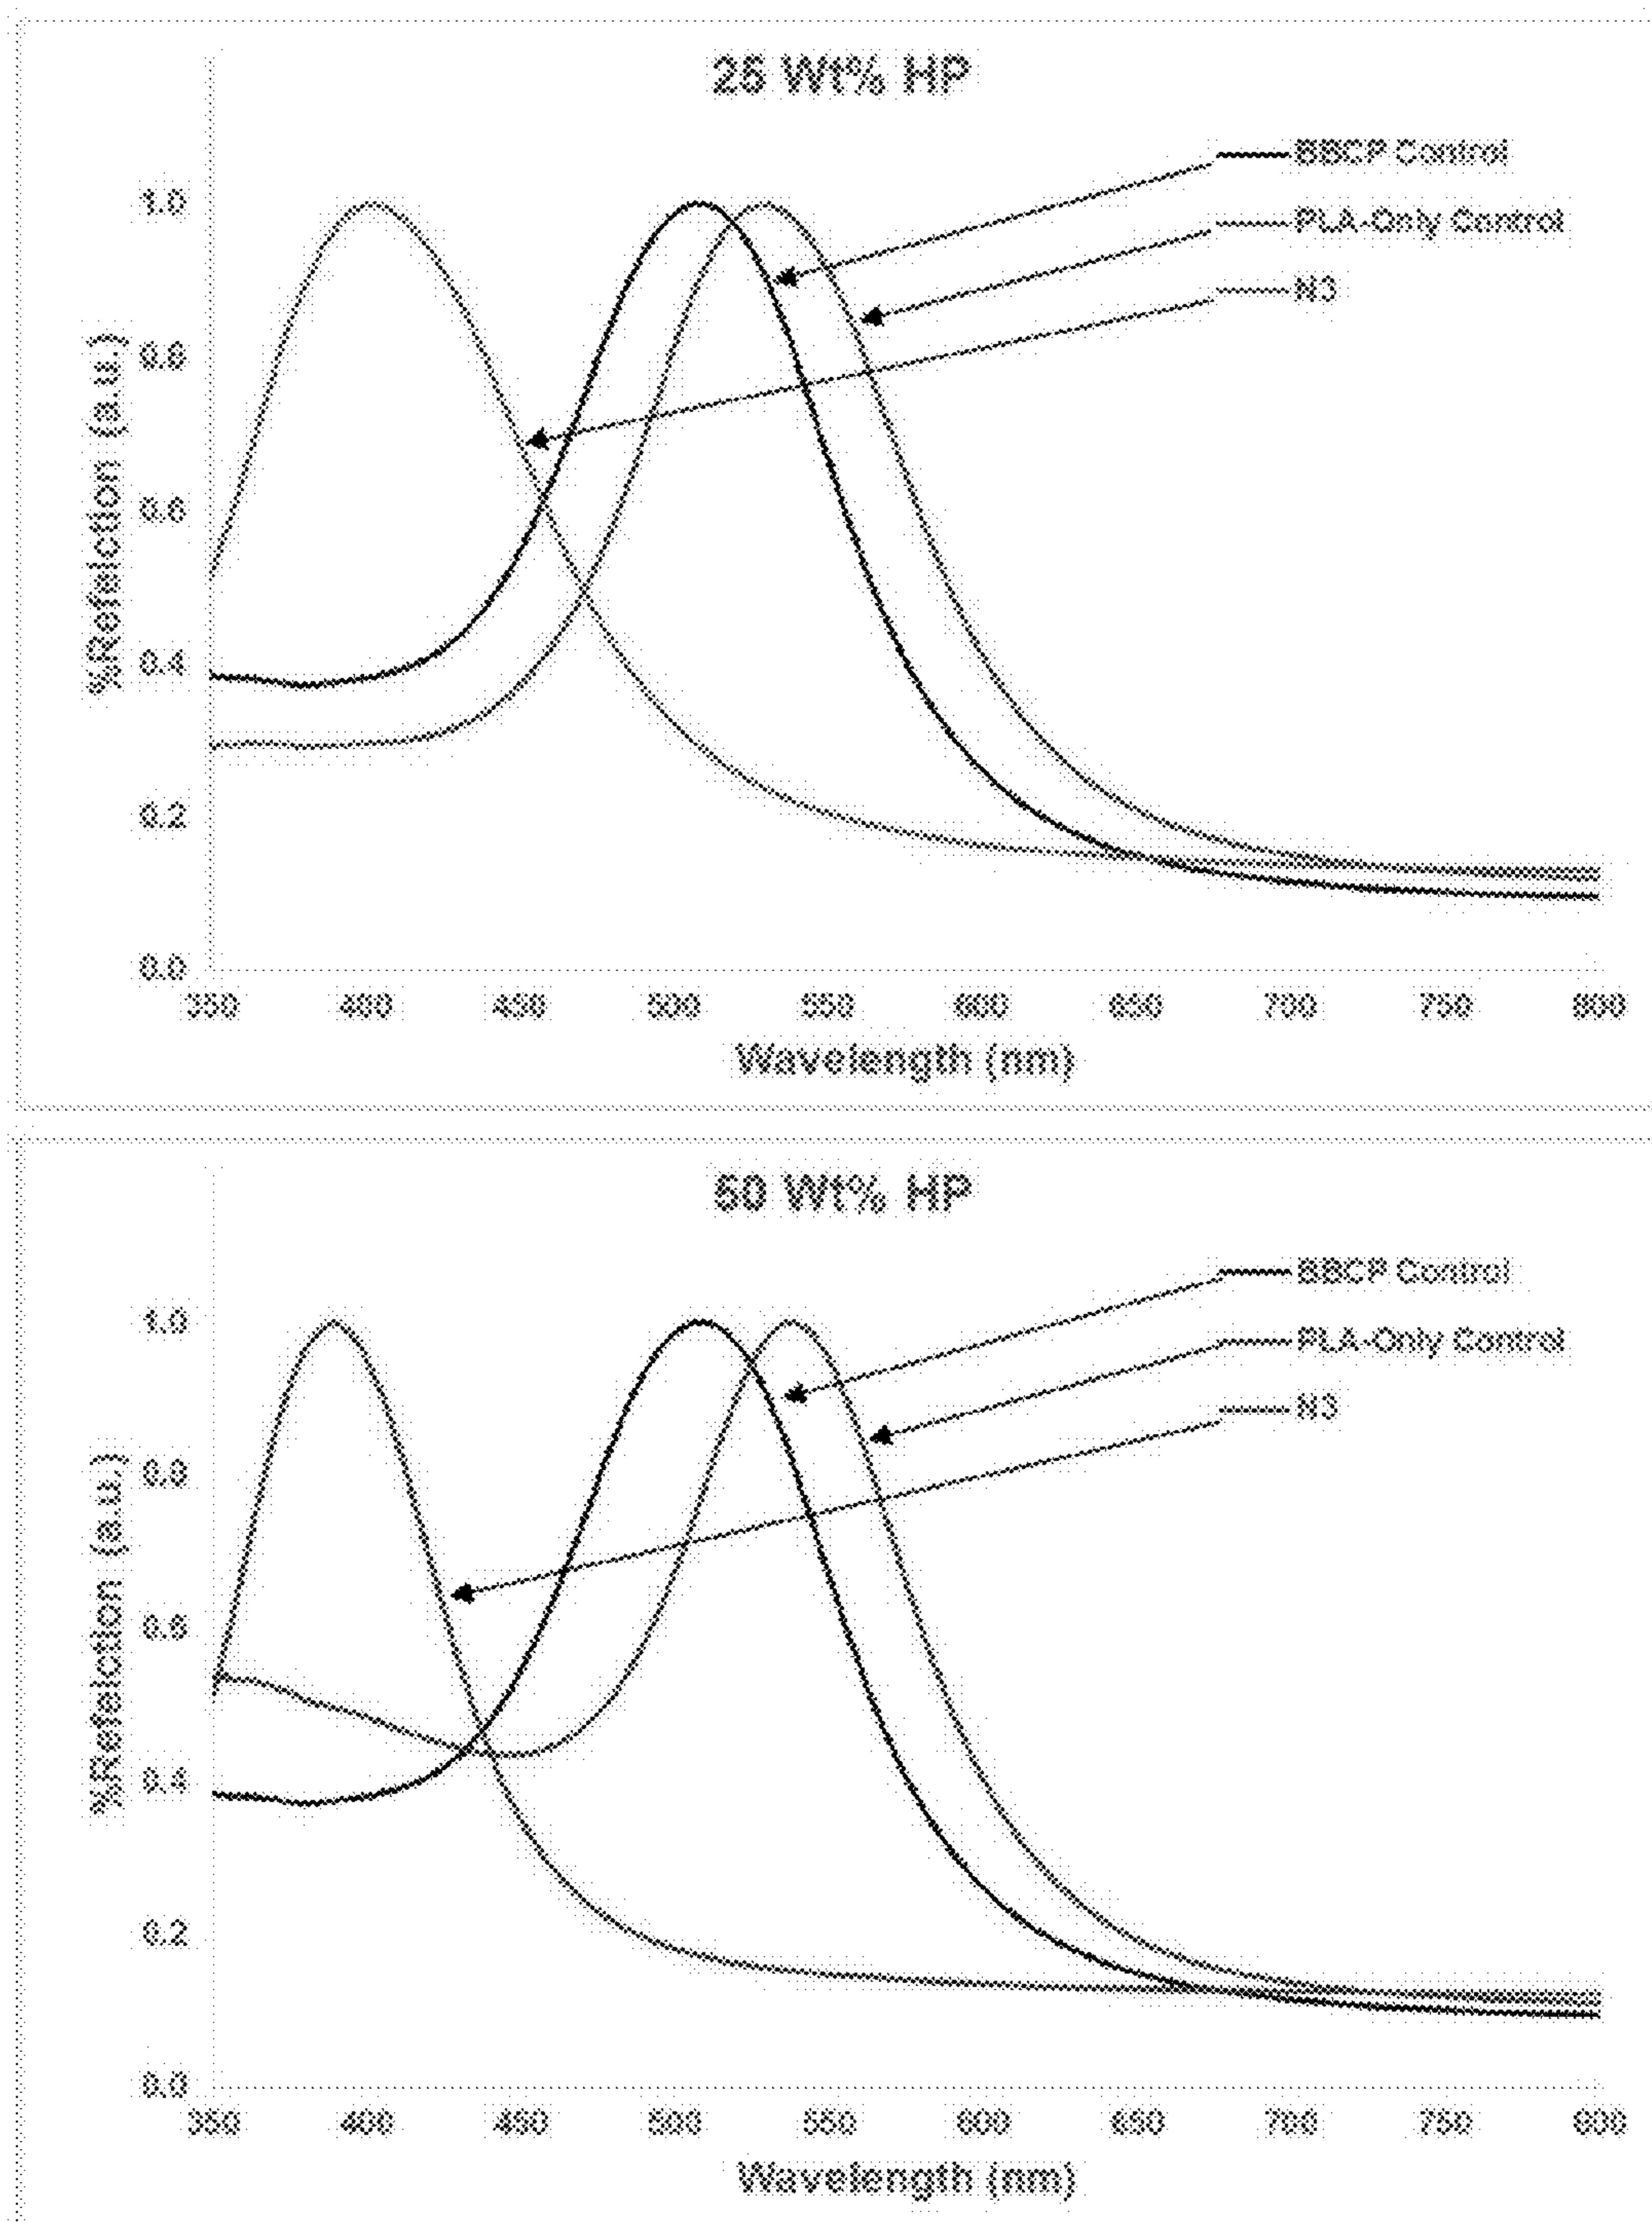 25 Wt% HP
BBCP Control
PLA-Only Control
N3
1.0
0.8
0.6
0.4
0.2
0.0
%Refelction (a.u.)
350 400 450 500 550 600 650 700 750 800
Wavelength (nm)
50 Wt% HP
BBCP Control
PLA-Only Control
N3
1.0
0.8
0.6
0.4
0.2
0.0
%Refelction (a.u.)
350 400 450 500 550 600 650 700 750 800
Wavelength (nm)